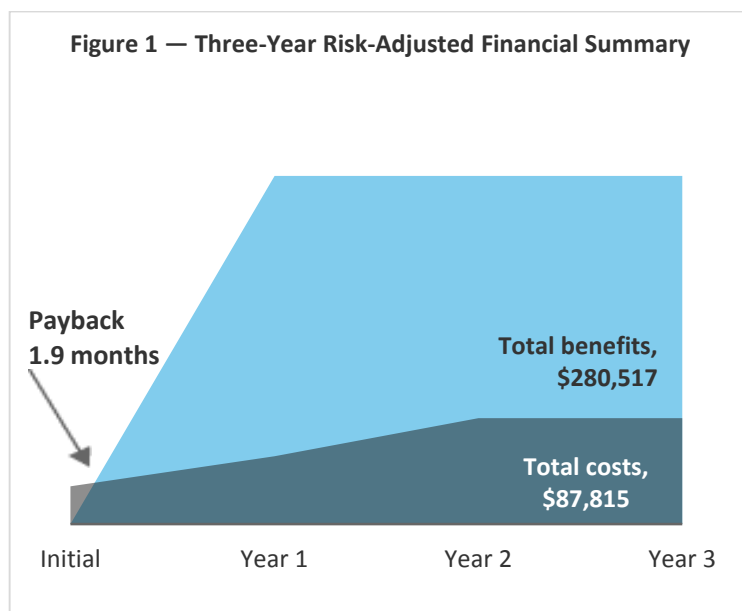 Figure 1 — Three-Year Risk-Adjusted Financial Summary
Payback
1.9 months
Total benefits,
$280,517
Total costs,
$87,815
Initial
Year 1
Year 2
Year 3